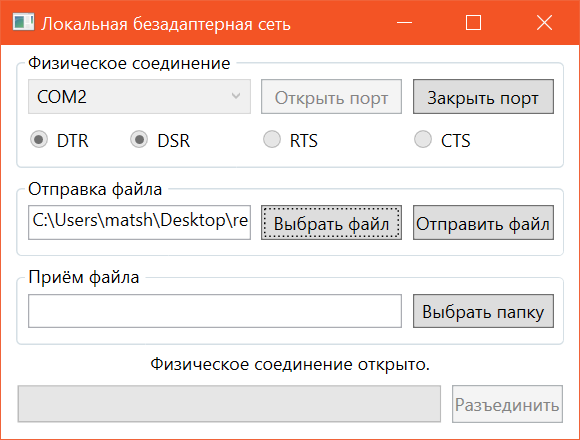 Локальная безадаптерная сеть
Физическое соединение
COM2 Открыть порт Закрыть порт
DTR DSR RTS CTS
Отправка файла
C:\Users\matsh\Desktop\re Выбрать файл Отправить файл
Приём файла
Выбрать папку
Физическое соединение открыто.
Разъединить